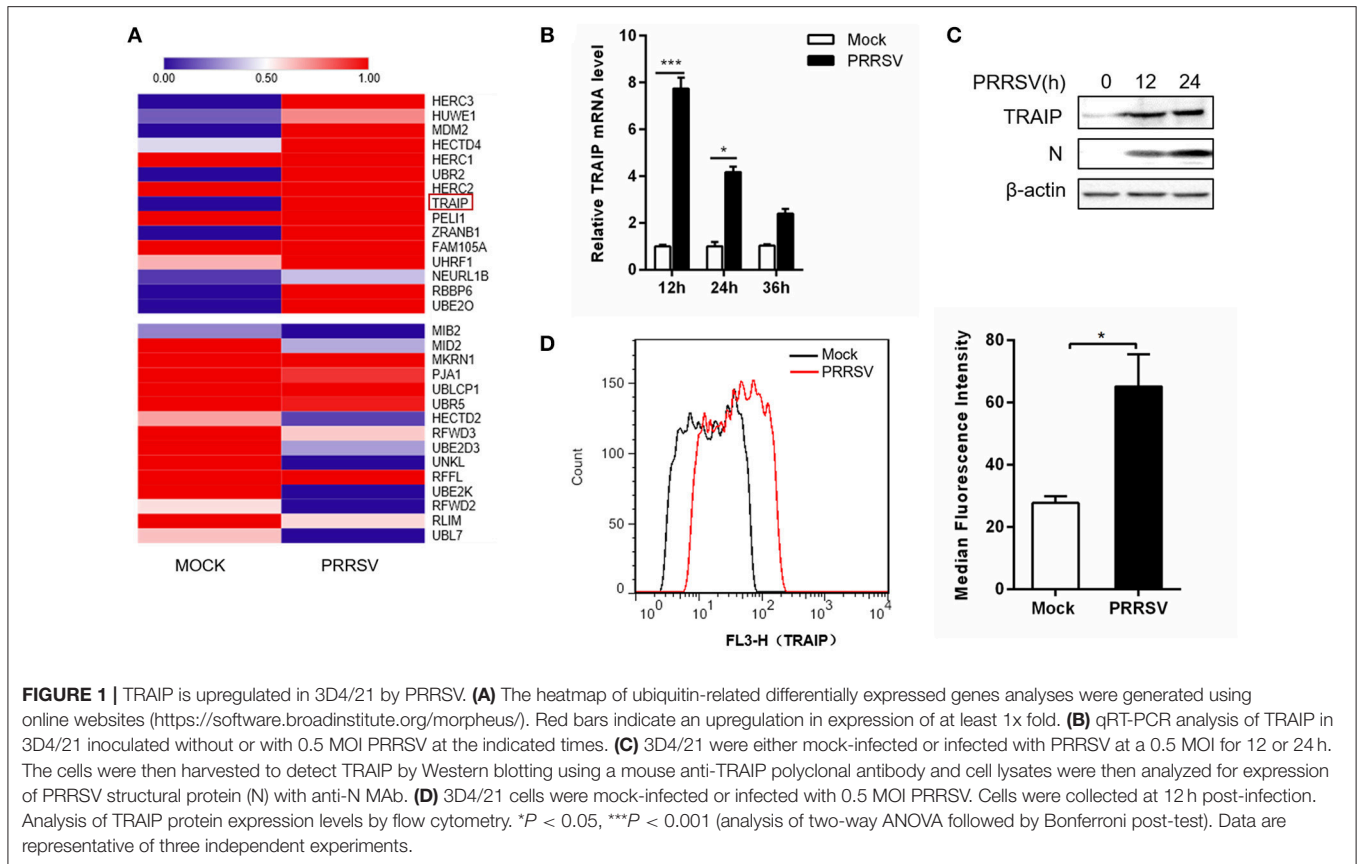 A
0.00 0.50 1.00
HERC3
HUWE1
MDM2
HECTD4
HERC1
UBR2
HERC2
TRAIP
PELI1
ZRANB1
FAM105A
UHRF1
NEURL1B
RBBP6
UBE2O
MIB2
MID2
MKRN1
PJA1
UBLCP1
UBR5
HECTD2
RFWD3
UBE2D3
UNKL
RFFL
UBE2K
RFWD2
RLIM
UBL7
MOCK PRRSV
B
Relative TRAIP mRNA level
10
8
6
4
2
0
***
*
Mock
PRRSV
12h 24h 36h
C
PRRSV(h) 0 12 24
TRAIP
N
β-actin
D
Count
150
100
50
0
Mock
PRRSV
10^0 10^1 10^2 10^3 10^4
FL3-H（TRAIP）
Median Fluorescence Intensity
80
60
40
20
0
*
Mock PRRSV
FIGURE 1 | TRAIP is upregulated in 3D4/21 by PRRSV. (A) The heatmap of ubiquitin-related differentially expressed genes analyses were generated using
online websites (https://software.broadinstitute.org/morpheus/). Red bars indicate an upregulation in expression of at least 1x fold. (B) qRT-PCR analysis of TRAIP in
3D4/21 inoculated without or with 0.5 MOI PRRSV at the indicated times. (C) 3D4/21 were either mock-infected or infected with PRRSV at a 0.5 MOI for 12 or 24 h.
The cells were then harvested to detect TRAIP by Western blotting using a mouse anti-TRAIP polyclonal antibody and cell lysates were then analyzed for expression
of PRRSV structural protein (N) with anti-N MAb. (D) 3D4/21 cells were mock-infected or infected with 0.5 MOI PRRSV. Cells were collected at 12 h post-infection.
Analysis of TRAIP protein expression levels by flow cytometry. *P < 0.05, ***P < 0.001 (analysis of two-way ANOVA followed by Bonferroni post-test). Data are
representative of three independent experiments.